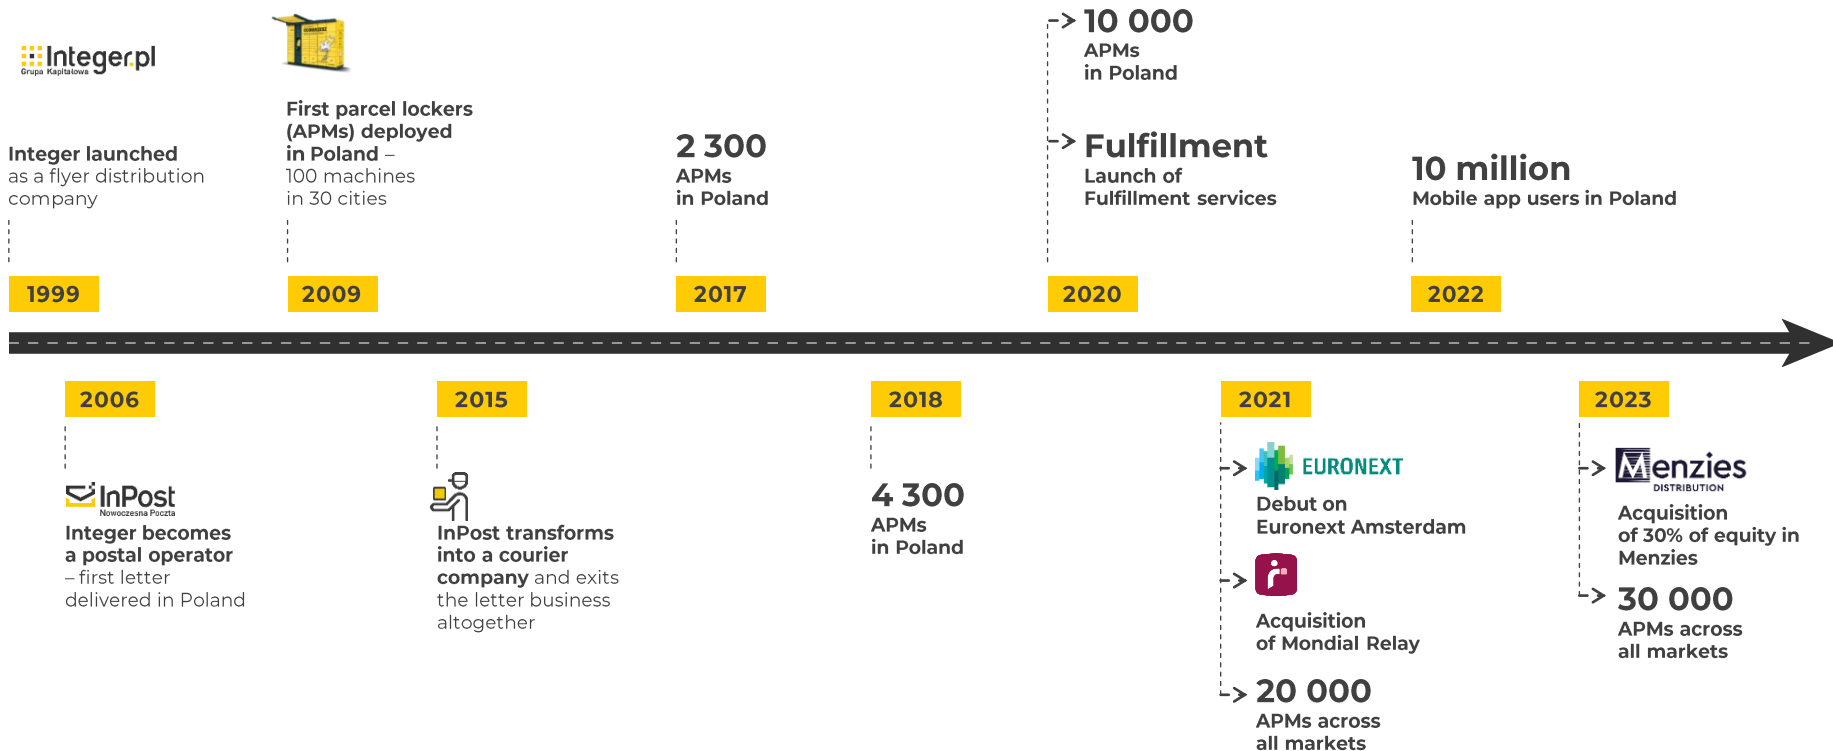 Integer.pl
Grupa Kapitałowa
Integer launched
as a flyer distribution
company
1999
First parcel lockers
(APMs) deployed
in Poland –
100 machines
in 30 cities
2009
2 300
APMs
in Poland
2017
10 000
APMs
in Poland
Fulfillment
Launch of
Fulfillment services
2020
10 million
Mobile app users in Poland
2022
2006
InPost
Nowoczesna Poczta
Integer becomes
a postal operator
– first letter
delivered in Poland
2015
InPost transforms
into a courier
company and exits
the letter business
altogether
2018
4 300
APMs
in Poland
2021
EURONEXT
Debut on
Euronext Amsterdam
Acquisition
of Mondial Relay
20 000
APMs across
all markets
2023
Menzies
DISTRIBUTION
Acquisition
of 30% of equity in
Menzies
30 000
APMs across
all markets